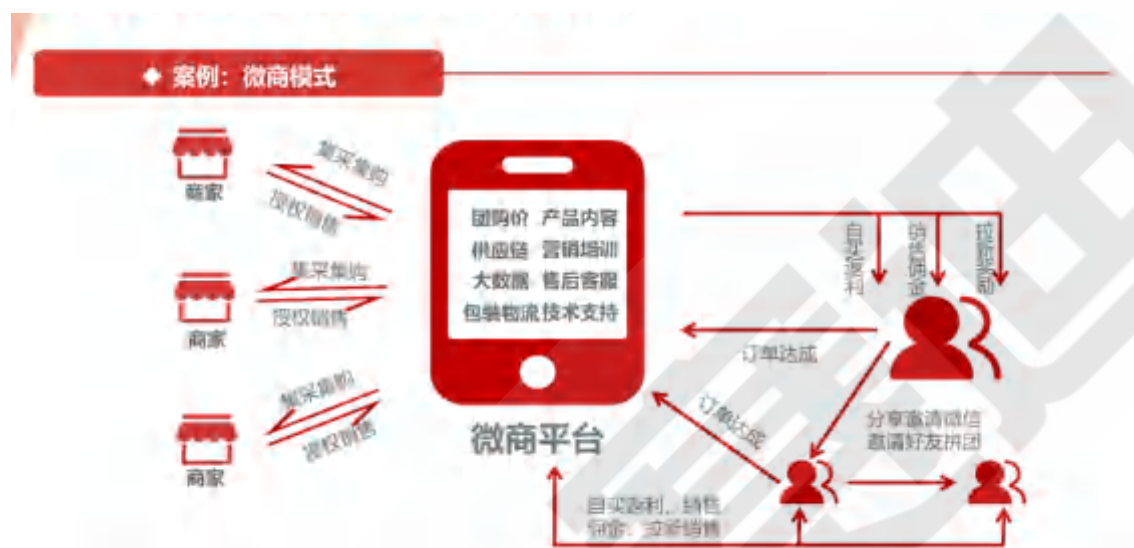 案例：微商模式
集采集购
授权销售
商家
集采集购
授权销售
商家
集采集购
授权销售
商家
团购价 产品内容
供应链 营销培训
大数据 售后客服
包装物流 技术支持
微商平台
自买返利
销售佣金
拉新奖励
订单达成
订单达成
分享邀请微信
邀请好友拼团
自买返利、销售
佣金、拉新销售